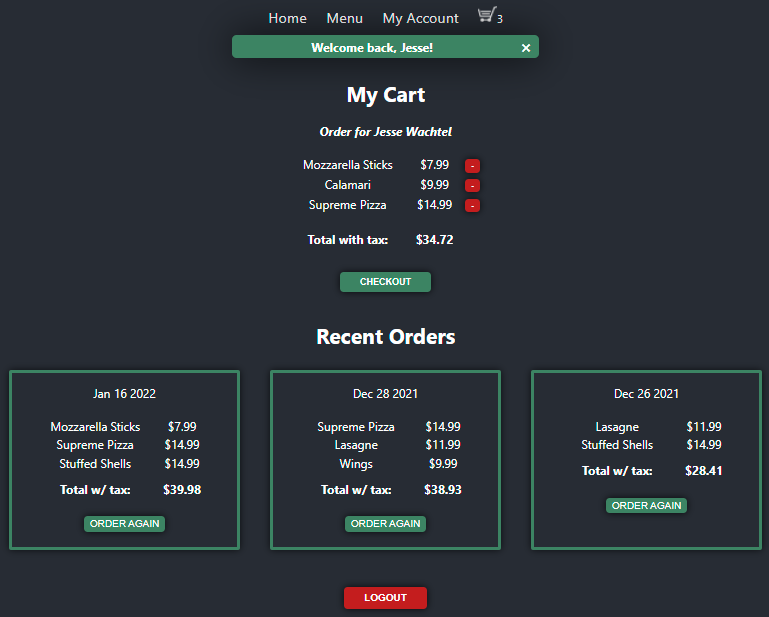 Home Menu My Account 3
Welcome back, Jesse! ×
My Cart
Order for Jesse Wachtel
Mozzarella Sticks $7.99 -
Calamari $9.99 -
Supreme Pizza $14.99 -
Total with tax: $34.72
CHECKOUT
Recent Orders
Jan 16 2022
Mozzarella Sticks $7.99
Supreme Pizza $14.99
Stuffed Shells $14.99
Total w/ tax: $39.98
ORDER AGAIN
Dec 28 2021
Supreme Pizza $14.99
Lasagne $11.99
Wings $9.99
Total w/ tax: $38.93
ORDER AGAIN
Dec 26 2021
Lasagne $11.99
Stuffed Shells $14.99
Total w/ tax: $28.41
ORDER AGAIN
LOGOUT